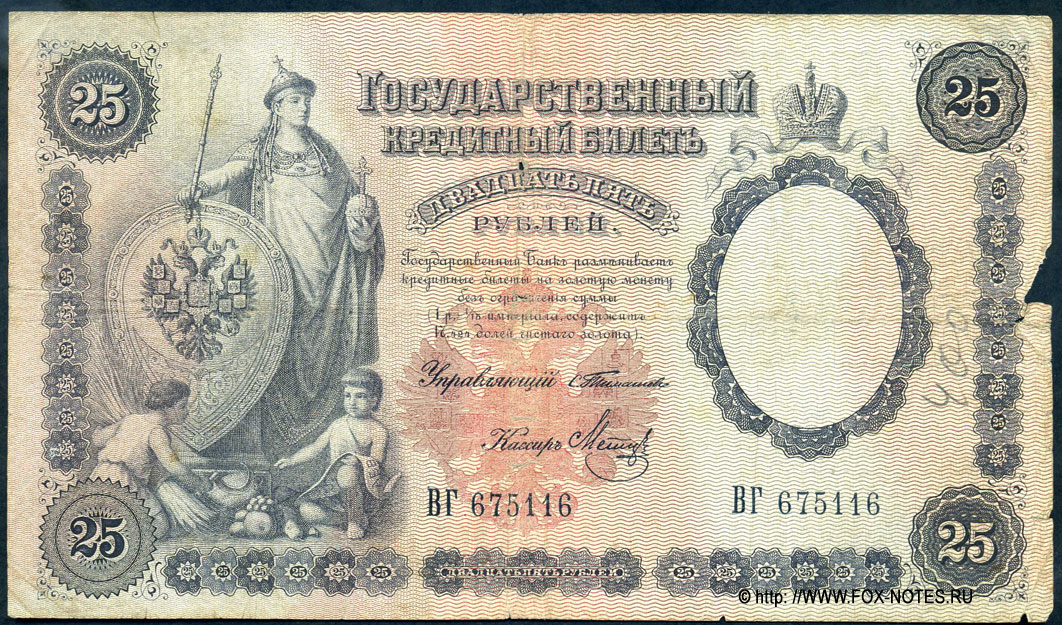 25
25
ГОСУДАРСТВЕННЫЙ
КРЕДИТНЫЙ БИЛЕТЪ
ДВАДЦАТЬ ПЯТЬ
РУБЛЕЙ.
Государственный Банкъ размѣниваетъ
кредитные билеты на золотую монету
безъ ограниченія суммы
(1 р.= 1/15 имперіала, содержитъ
17,424 долей чистаго золота).
Управляющій С. Тимашевъ
Кассиръ
ВГ 675116
ВГ 675116
25
25
ДВАДЦАТЬ ПЯТЬ РУБЛЕЙ
© http: //WWW.FOX-NOTES.RU